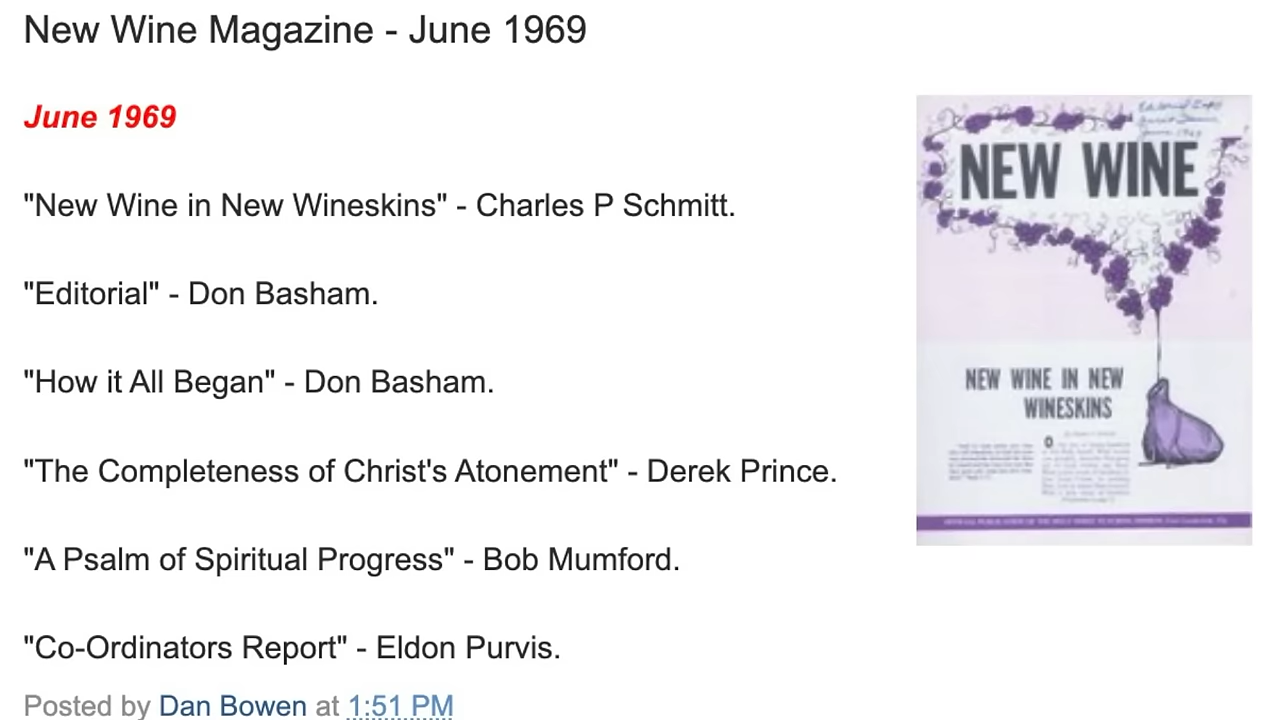 New Wine Magazine - June 1969
June 1969
"New Wine in New Wineskins" - Charles P Schmitt.
"Editorial" - Don Basham.
"How it All Began" - Don Basham.
"The Completeness of Christ's Atonement" - Derek Prince.
"A Psalm of Spiritual Progress" - Bob Mumford.
"Co-Ordinators Report" - Eldon Purvis.
Posted by Dan Bowen at 1:51 PM
NEW WINE
NEW WINE IN NEW
WINESKINS